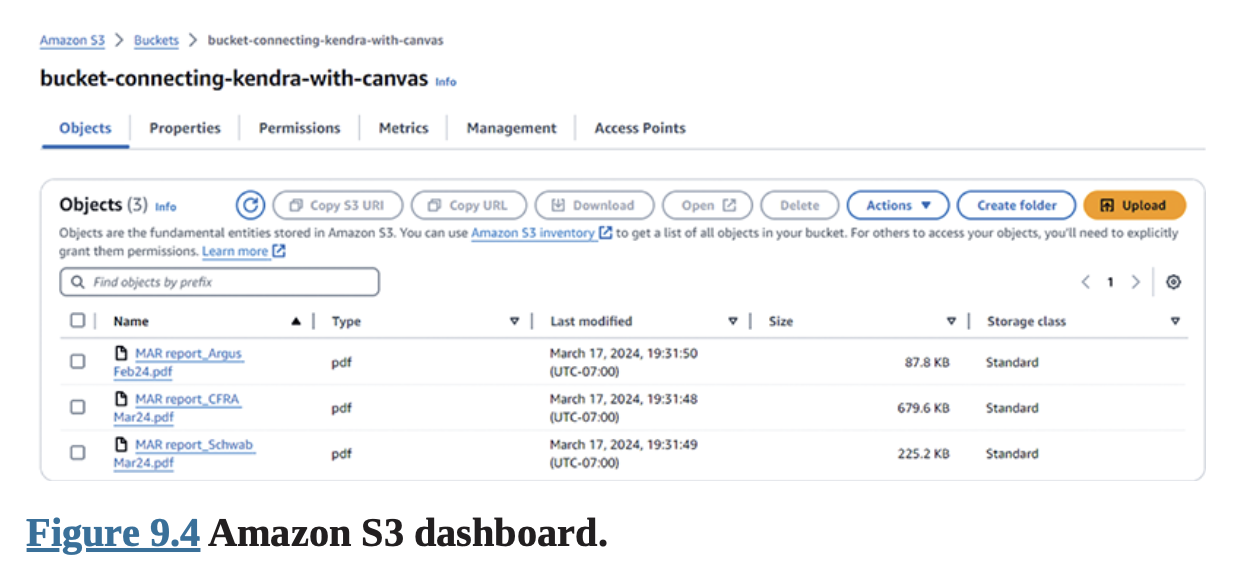 Amazon S3 > Buckets > bucket-connecting-kendra-with-canvas
bucket-connecting-kendra-with-canvas Info
Objects Properties Permissions Metrics Management Access Points
Objects (3) Info Copy S3 URI Copy URL Download Open Delete Actions Create folder Upload
Objects are the fundamental entities stored in Amazon S3. You can use Amazon S3 inventory to get a list of all objects in your bucket. For others to access your objects, you'll need to explicitly
grant them permissions. Learn more
Find objects by prefix
1
Name Type Last modified Size Storage class
MAR report_Argus
Feb24.pdf
pdf
March 17, 2024, 19:31:50
(UTC-07:00)
87.8 KB
Standard
MAR report_CFRA
Mar24.pdf
pdf
March 17, 2024, 19:31:48
(UTC-07:00)
679.6 KB
Standard
MAR report_Schwab
Mar24.pdf
pdf
March 17, 2024, 19:31:49
(UTC-07:00)
225.2 KB
Standard
Figure 9.4 Amazon S3 dashboard.